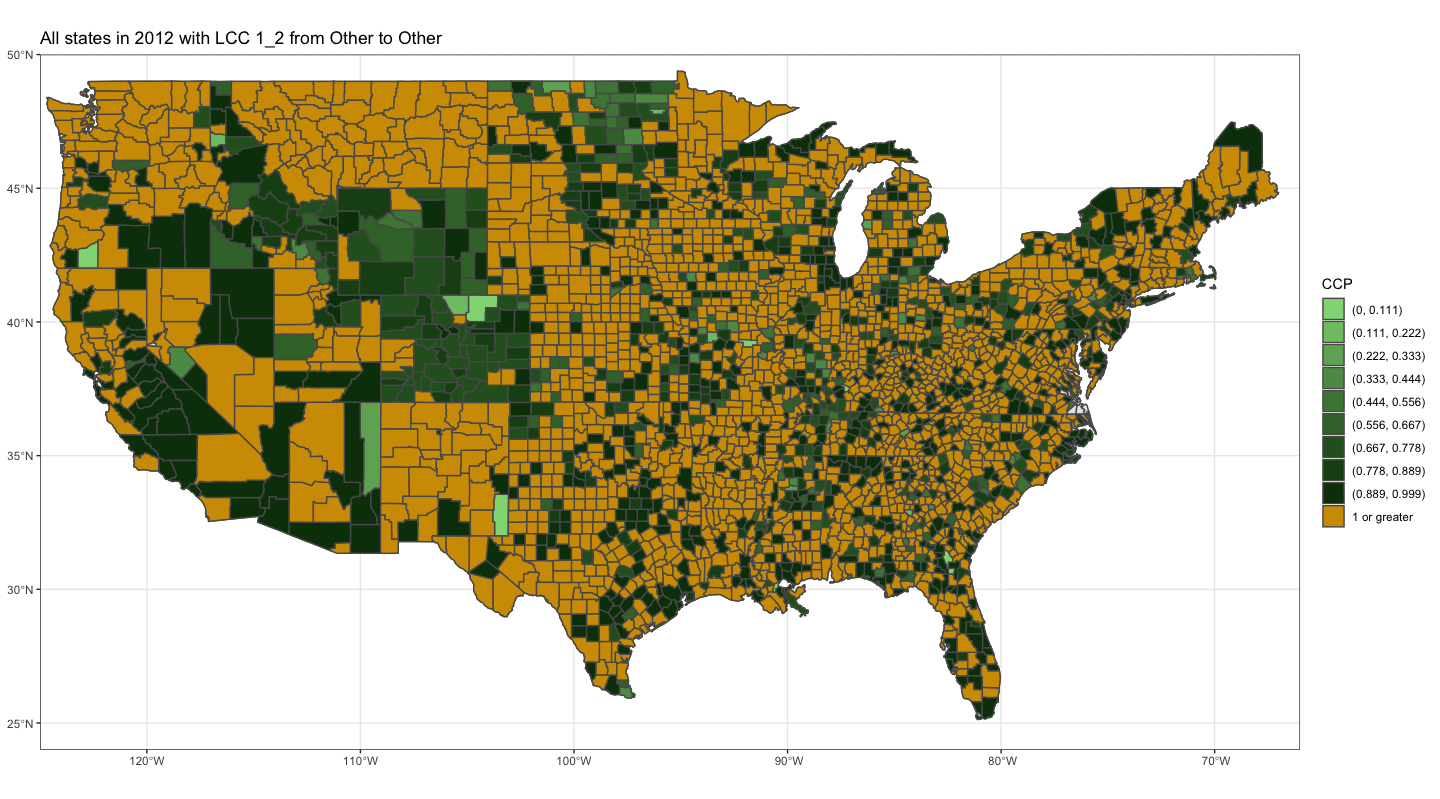 All states in 2012 with LCC 1_2 from Other to Other
50°N
45°N
40°N
35°N
30°N
25°N
120°W
110°W
100°W
90°W
80°W
70°W
CCP
(0, 0.111)
(0.111, 0.222)
(0.222, 0.333)
(0.333, 0.444)
(0.444, 0.556)
(0.556, 0.667)
(0.667, 0.778)
(0.778, 0.889)
(0.889, 0.999)
1 or greater